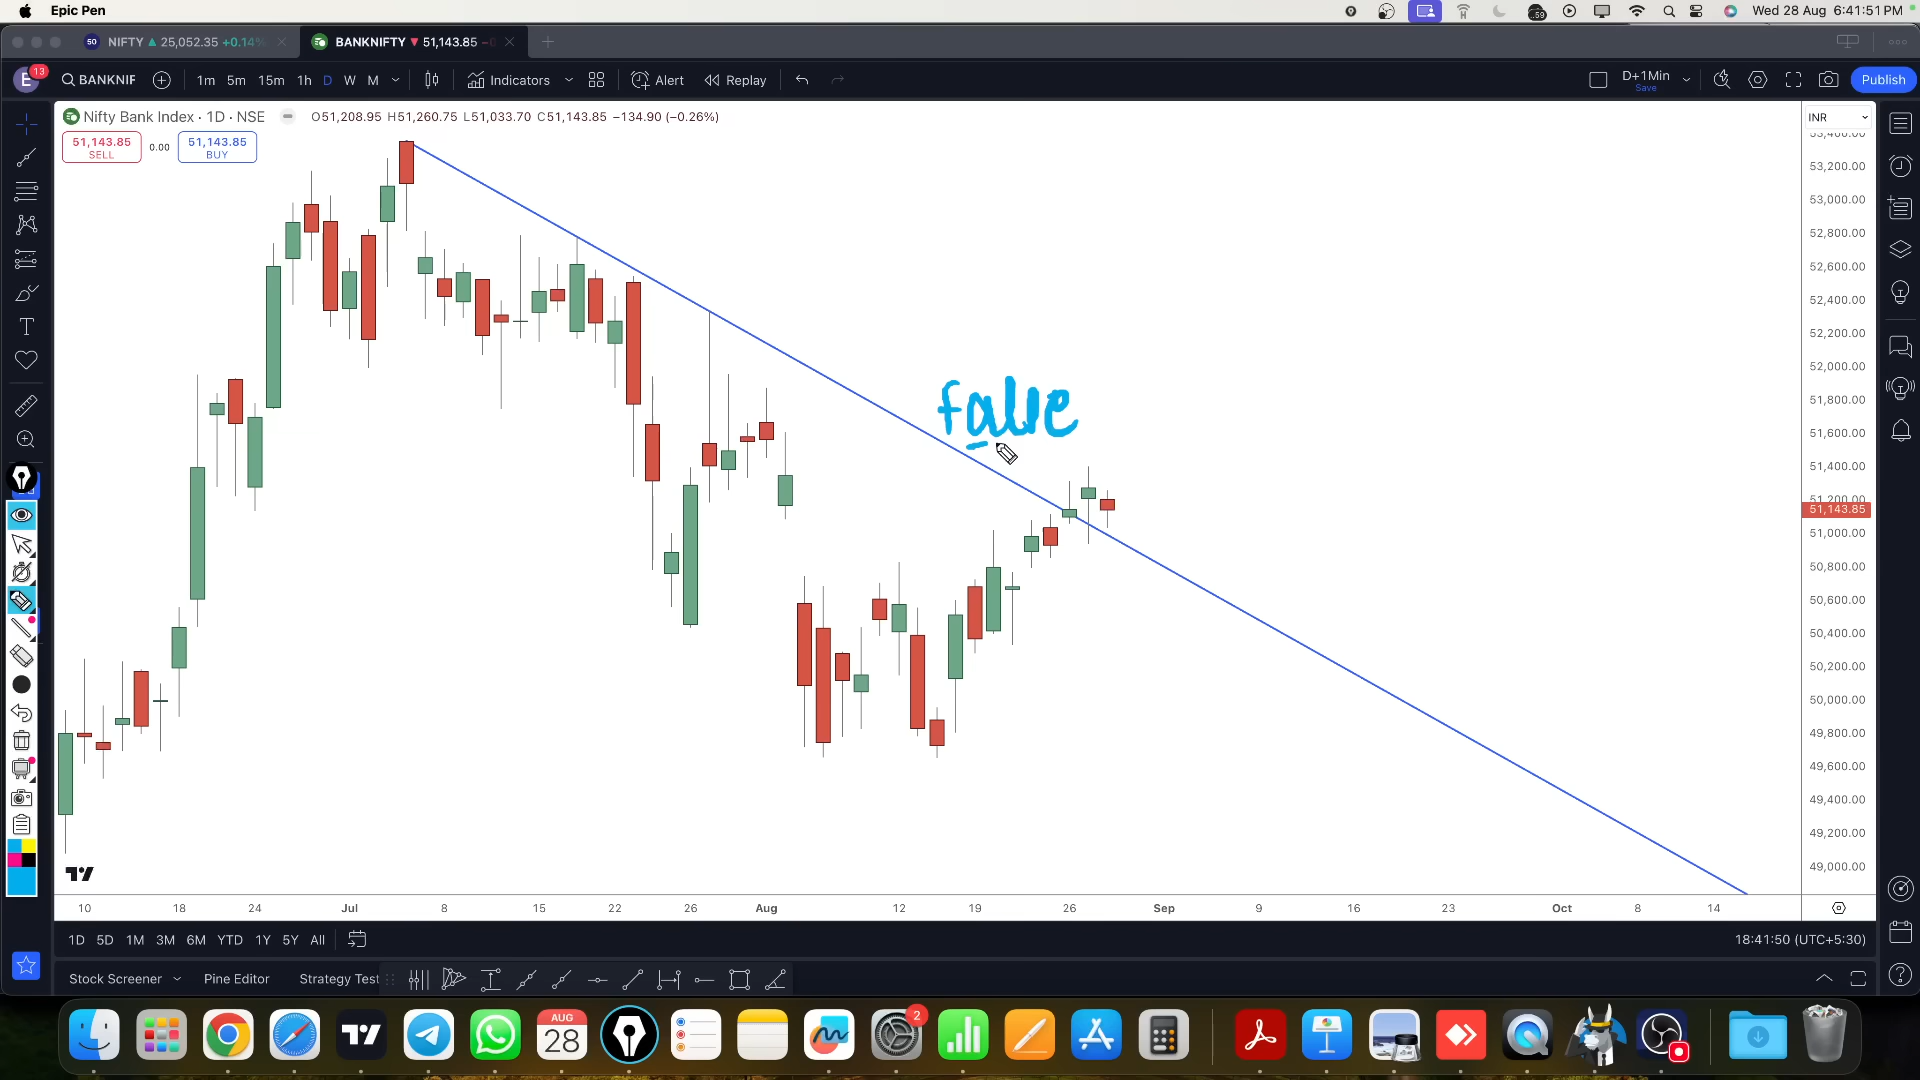 Epic Pen
.59
Wed 28 Aug 6:41:51 PM
50 NIFTY ▲ 25,052.35 +0.14%
BANKNIFTY ▼ 51,143.85
E 13 BANKNIF 1m 5m 15m 1h D W M Indicators Alert Replay D+1Min Save Publish
Nifty Bank Index · 1D · NSE O51,208.95 H51,260.75 L51,033.70 C51,143.85 −134.90 (−0.26%)
INR
51,143.85 SELL 0.00 51,143.85 BUY
53,400.00
53,200.00
53,000.00
52,800.00
52,600.00
52,400.00
52,200.00
52,000.00
51,800.00
false
51,600.00
51,400.00
51,200.00
51,143.85
51,000.00
50,800.00
50,600.00
50,400.00
50,200.00
50,000.00
49,800.00
49,600.00
49,400.00
49,200.00
49,000.00
10 18 24 Jul 8 15 22 26 Aug 12 19 26 Sep 9 16 23 Oct 8 14
1D 5D 1M 3M 6M YTD 1Y 5Y All 18:41:50 (UTC+5:30)
Stock Screener Pine Editor Strategy Test
AUG 28
2